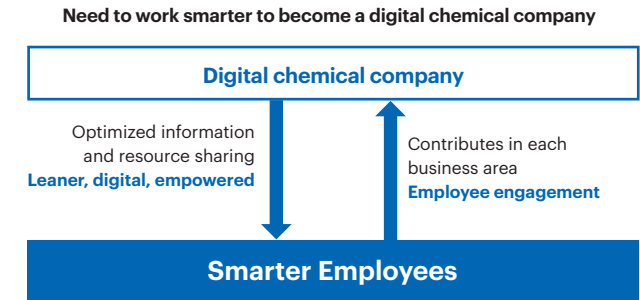 Need to work smarter to become a digital chemical company
Digital chemical company
Optimized information
and resource sharing
Leaner, digital, empowered
Contributes in each
business area
Employee engagement
Smarter Employees